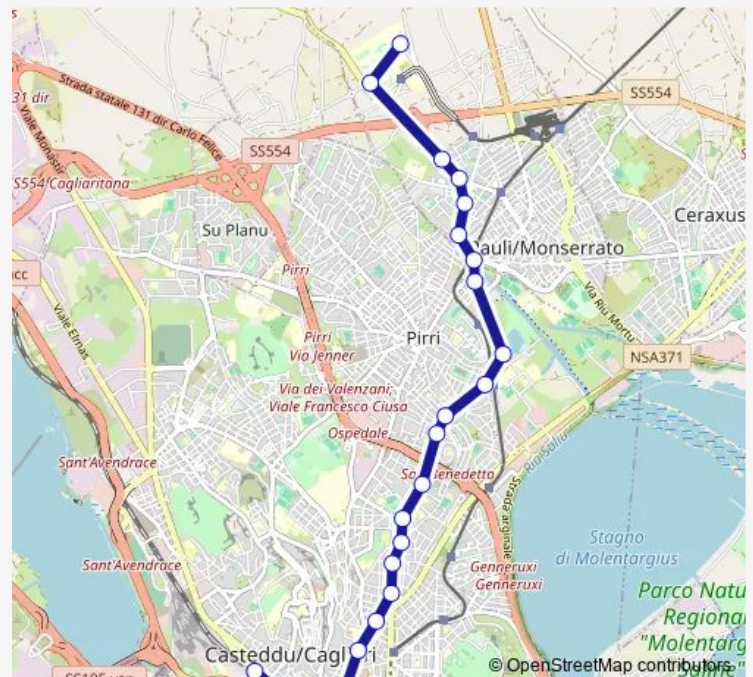 SS554
Strada statale 131 dir Carlo Felice
31 dir
Viale Monastir
SS554
S554 Cagliaritana
Su Planu
Ceraxus
Pauli/Monserrato
Pirri
Viale Elmas
Via Riu Mortu
Pirri
Via Jenner
Pirri
NSA371
Via dei Valenzani,
Viale Francesco Ciusa
Ospedale
Sant'Avendrace
San Benedetto
Riu Saliu
Strada arginale
Stagno
di Molentargius
Sant'Avendrace
Genneruxi
Genneruxi
Parco Natu
Regional
"Molentarg
Saline"
Casteddu/Cagliari
© OpenStreetMap contributors